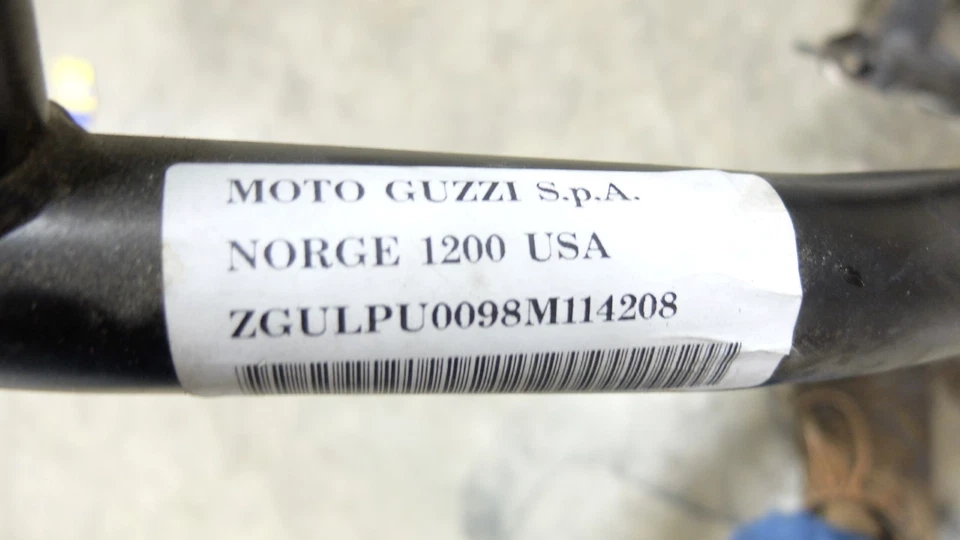 MOTO GUZZI S.p.A.
NORGE 1200 USA
ZGULPU0098M114208